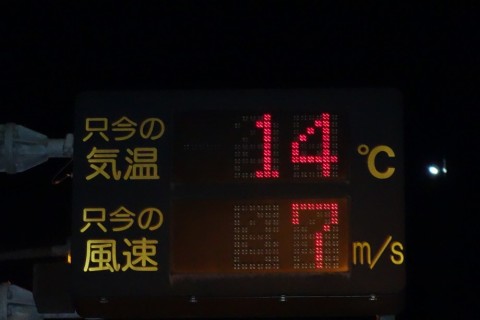 只今の
気温 14 ℃
只今の
風速 7 m/s